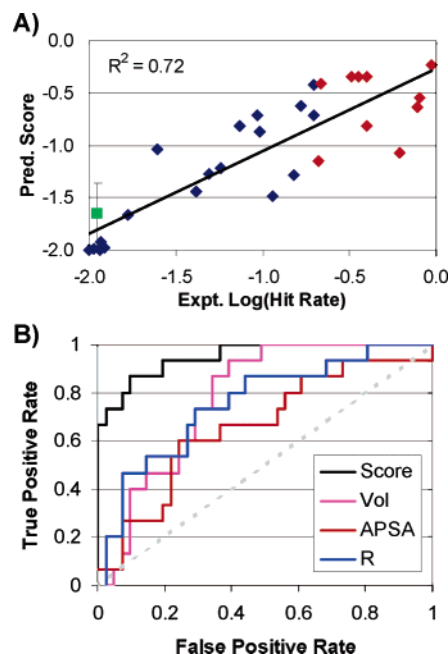 A)
R² = 0.72
Pred. Score
0.0
-0.5
-1.0
-1.5
-2.0
-2.0 -1.5 -1.0 -0.5 0.0
Expt. Log(Hit Rate)
B)
True Positive Rate
1
0.8
0.6
0.4
0.2
0
Score
Vol
APSA
R
0 0.2 0.4 0.6 0.8 1
False Positive Rate